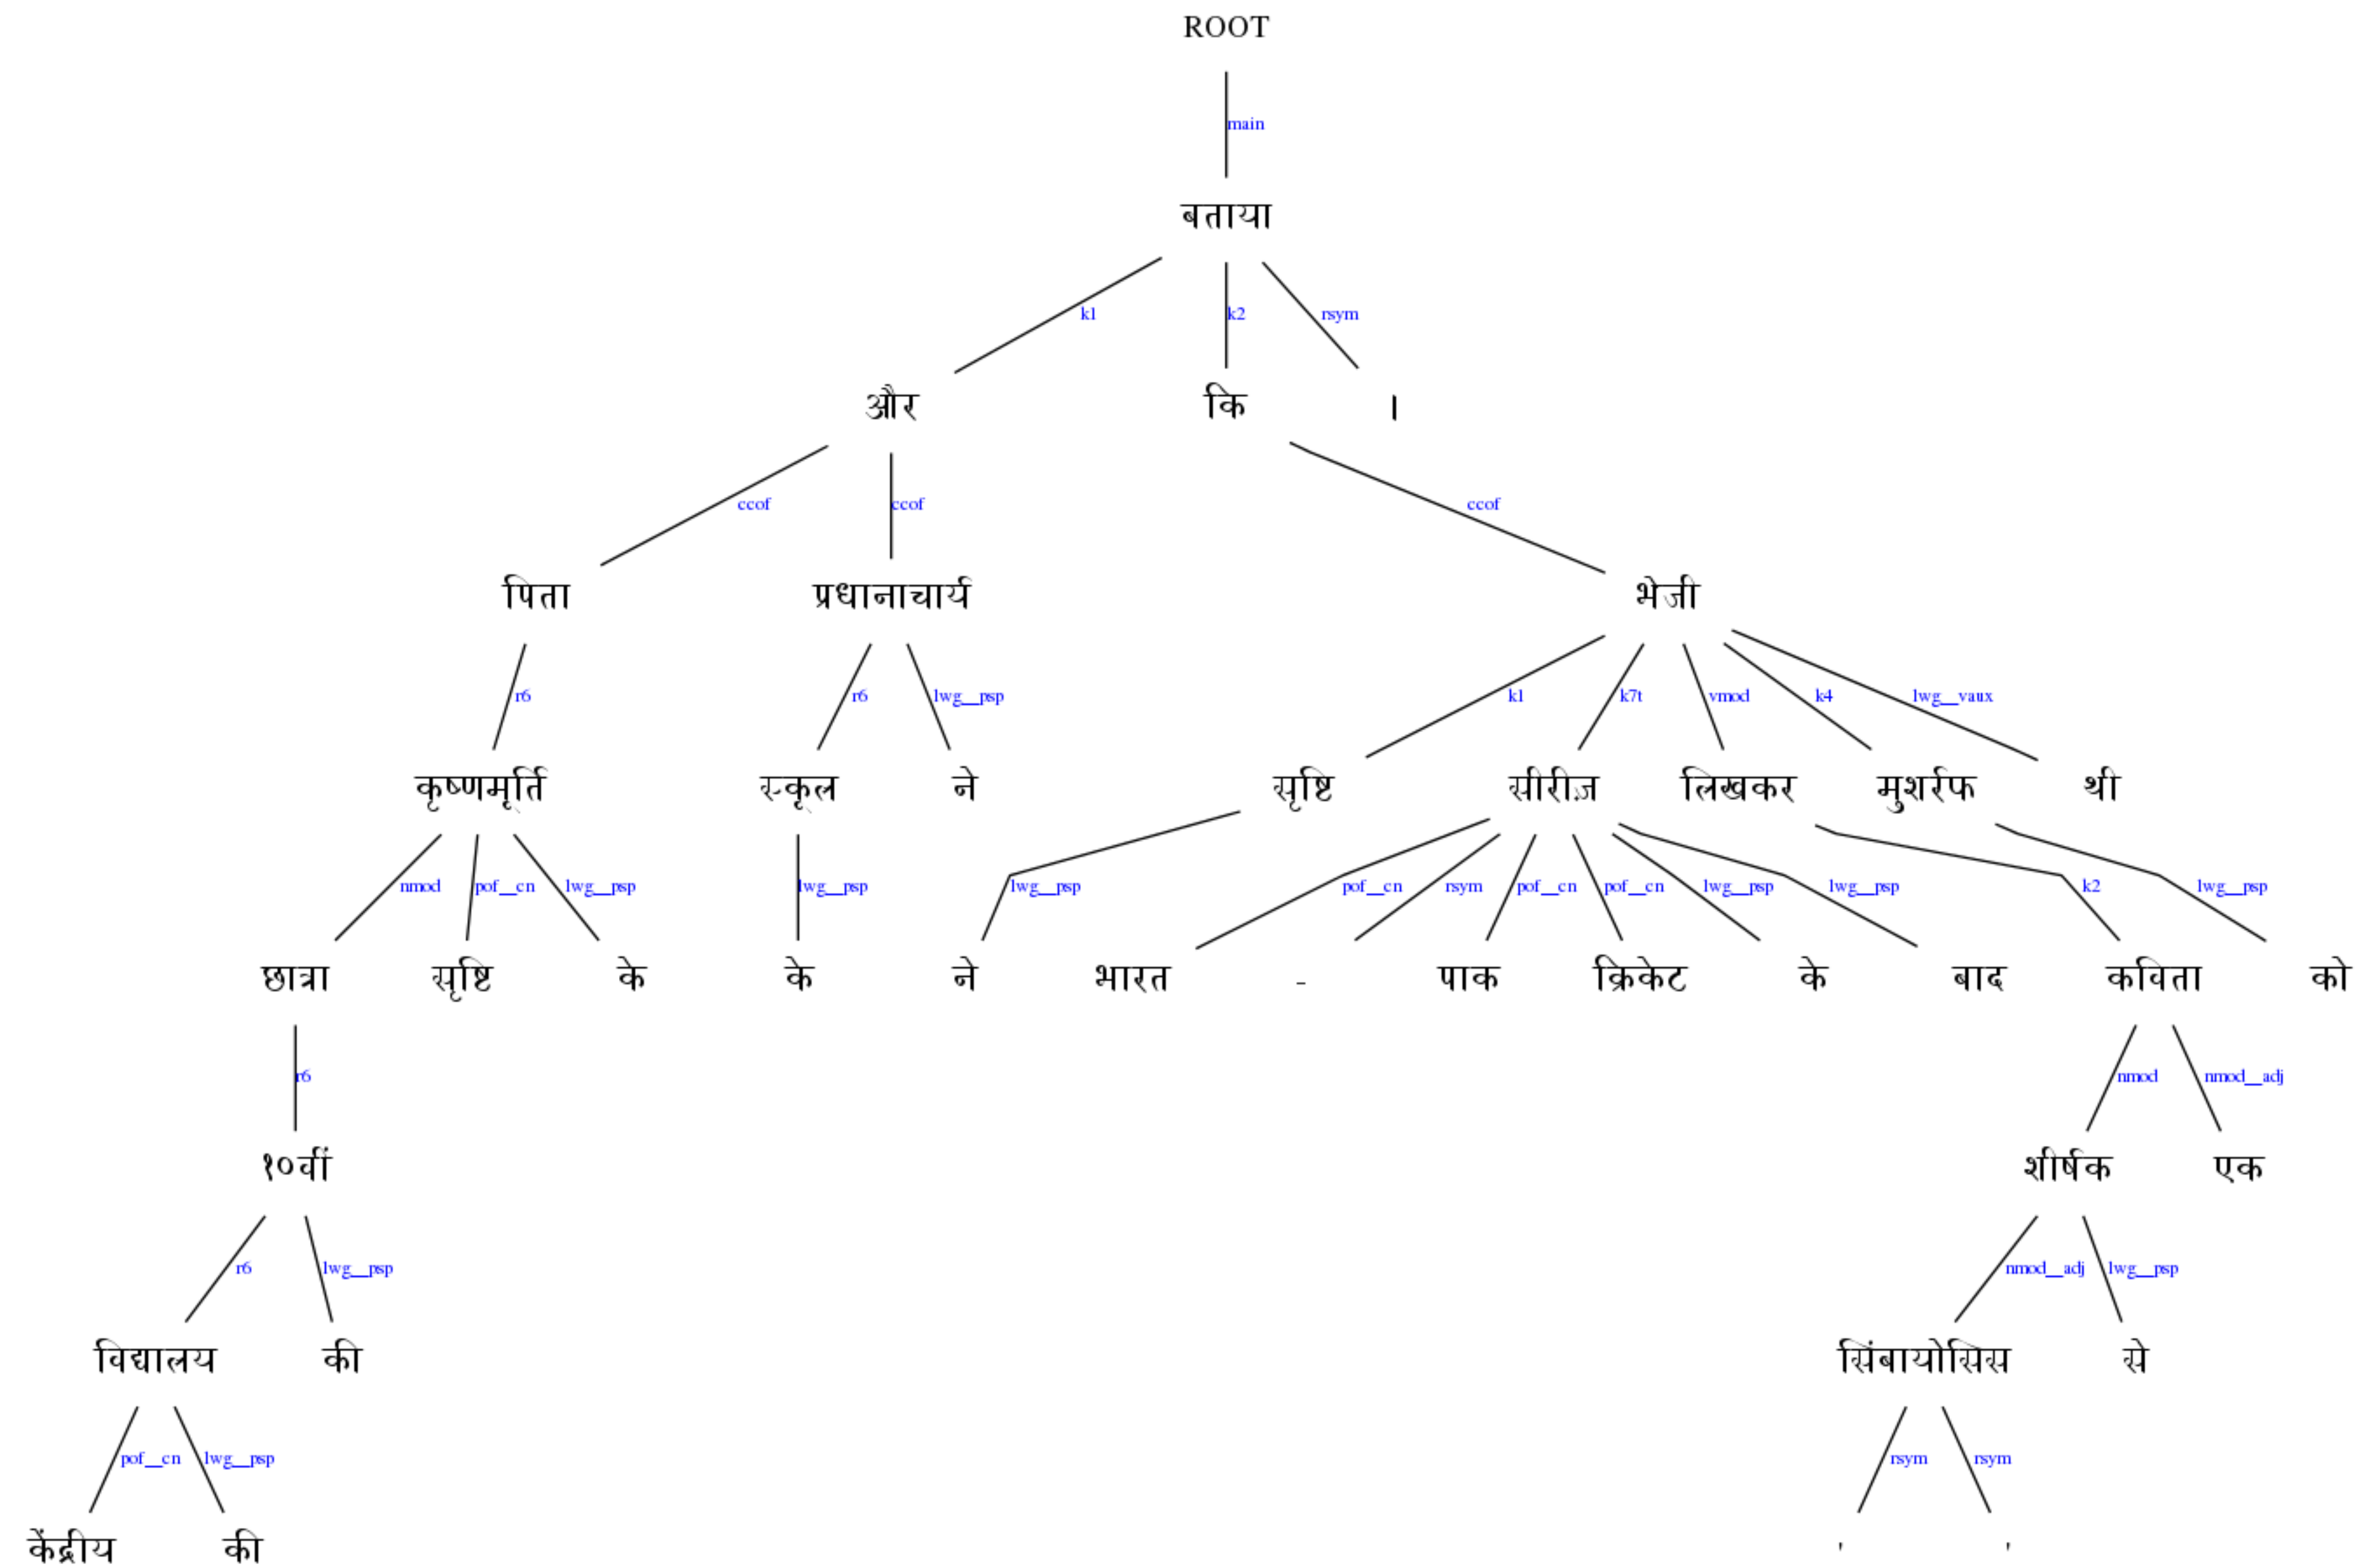 ROOT
main
बताया
k1 k2 rsym
और कि ।
ccof ccof ccof
पिता प्रधानाचार्य भेजी
r6 r6 lwg__psp k1 k7t vmod k4 lwg__vaux
कृष्णमूर्ति स्कूल ने सृष्टि सीरीज़ लिखकर मुशर्रफ थी
nmod pof__cn lwg__psp lwg__psp lwg__psp pof__cn rsym pof__cn pof__cn lwg__psp lwg__psp k2 lwg__psp
छात्रा सृष्टि के के ने भारत - पाक क्रिकेट के बाद कविता को
r6 nmod nmod__adj
१०वीं शीर्षक एक
r6 lwg__psp nmod__adj lwg__psp
विद्यालय की सिंबायोसिस से
pof__cn lwg__psp rsym rsym
केंद्रीय की ' '